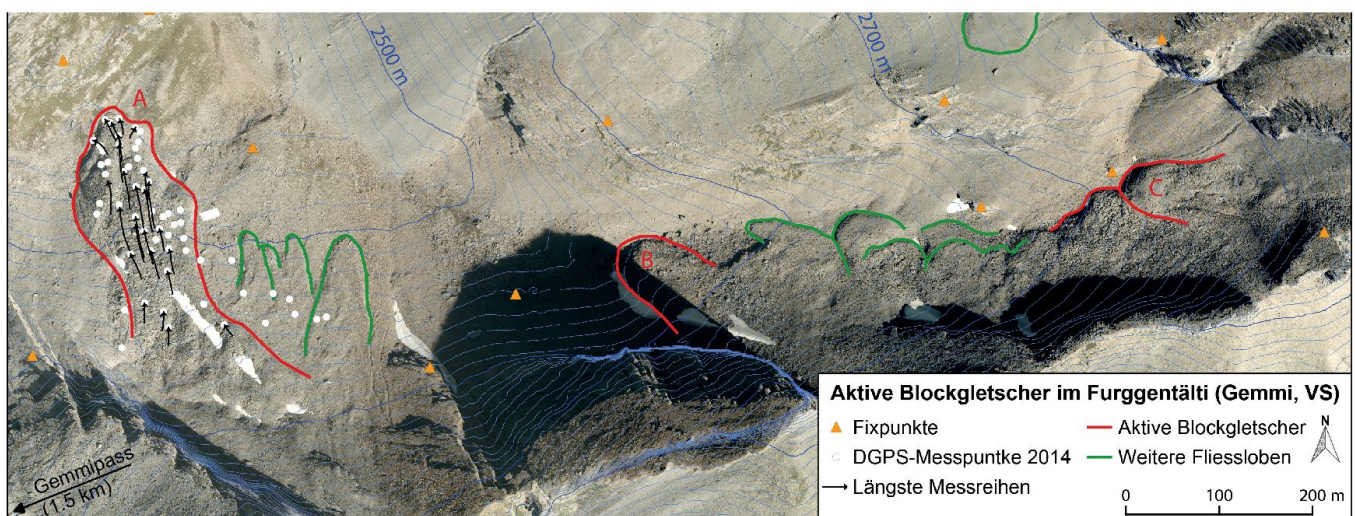 2500 m
2700 m
A
B
C
Gemmipass
(1.5 km)
Aktive Blockgletscher im Furggentälti (Gemmi, VS)
Fixpunkte
Aktive Blockgletscher
N
DGPS-Messpuntke 2014
Weitere Fliessloben
Längste Messreihen
0 100 200 m